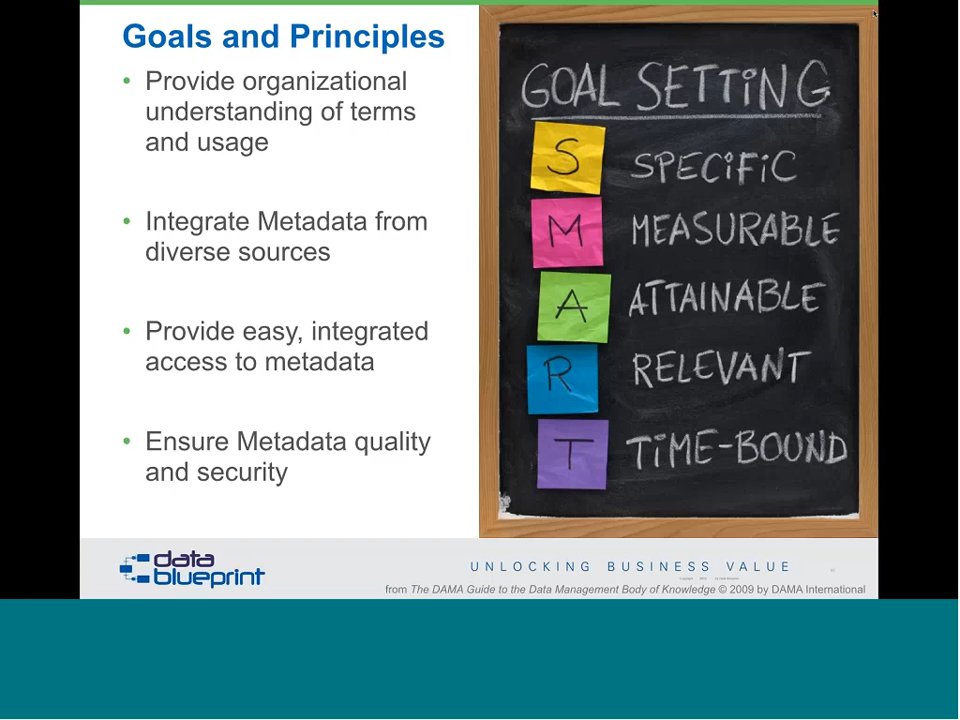 Goals and Principles
• Provide organizational
understanding of terms
and usage
• Integrate Metadata from
diverse sources
• Provide easy, integrated
access to metadata
• Ensure Metadata quality
and security
GOAL SETTING
S SPECIFIC
M MEASURABLE
A ATTAINABLE
R RELEVANT
T TIME-BOUND
data
blueprint
UNLOCKING BUSINESS VALUE
from The DAMA Guide to the Data Management Body of Knowledge © 2009 by DAMA International